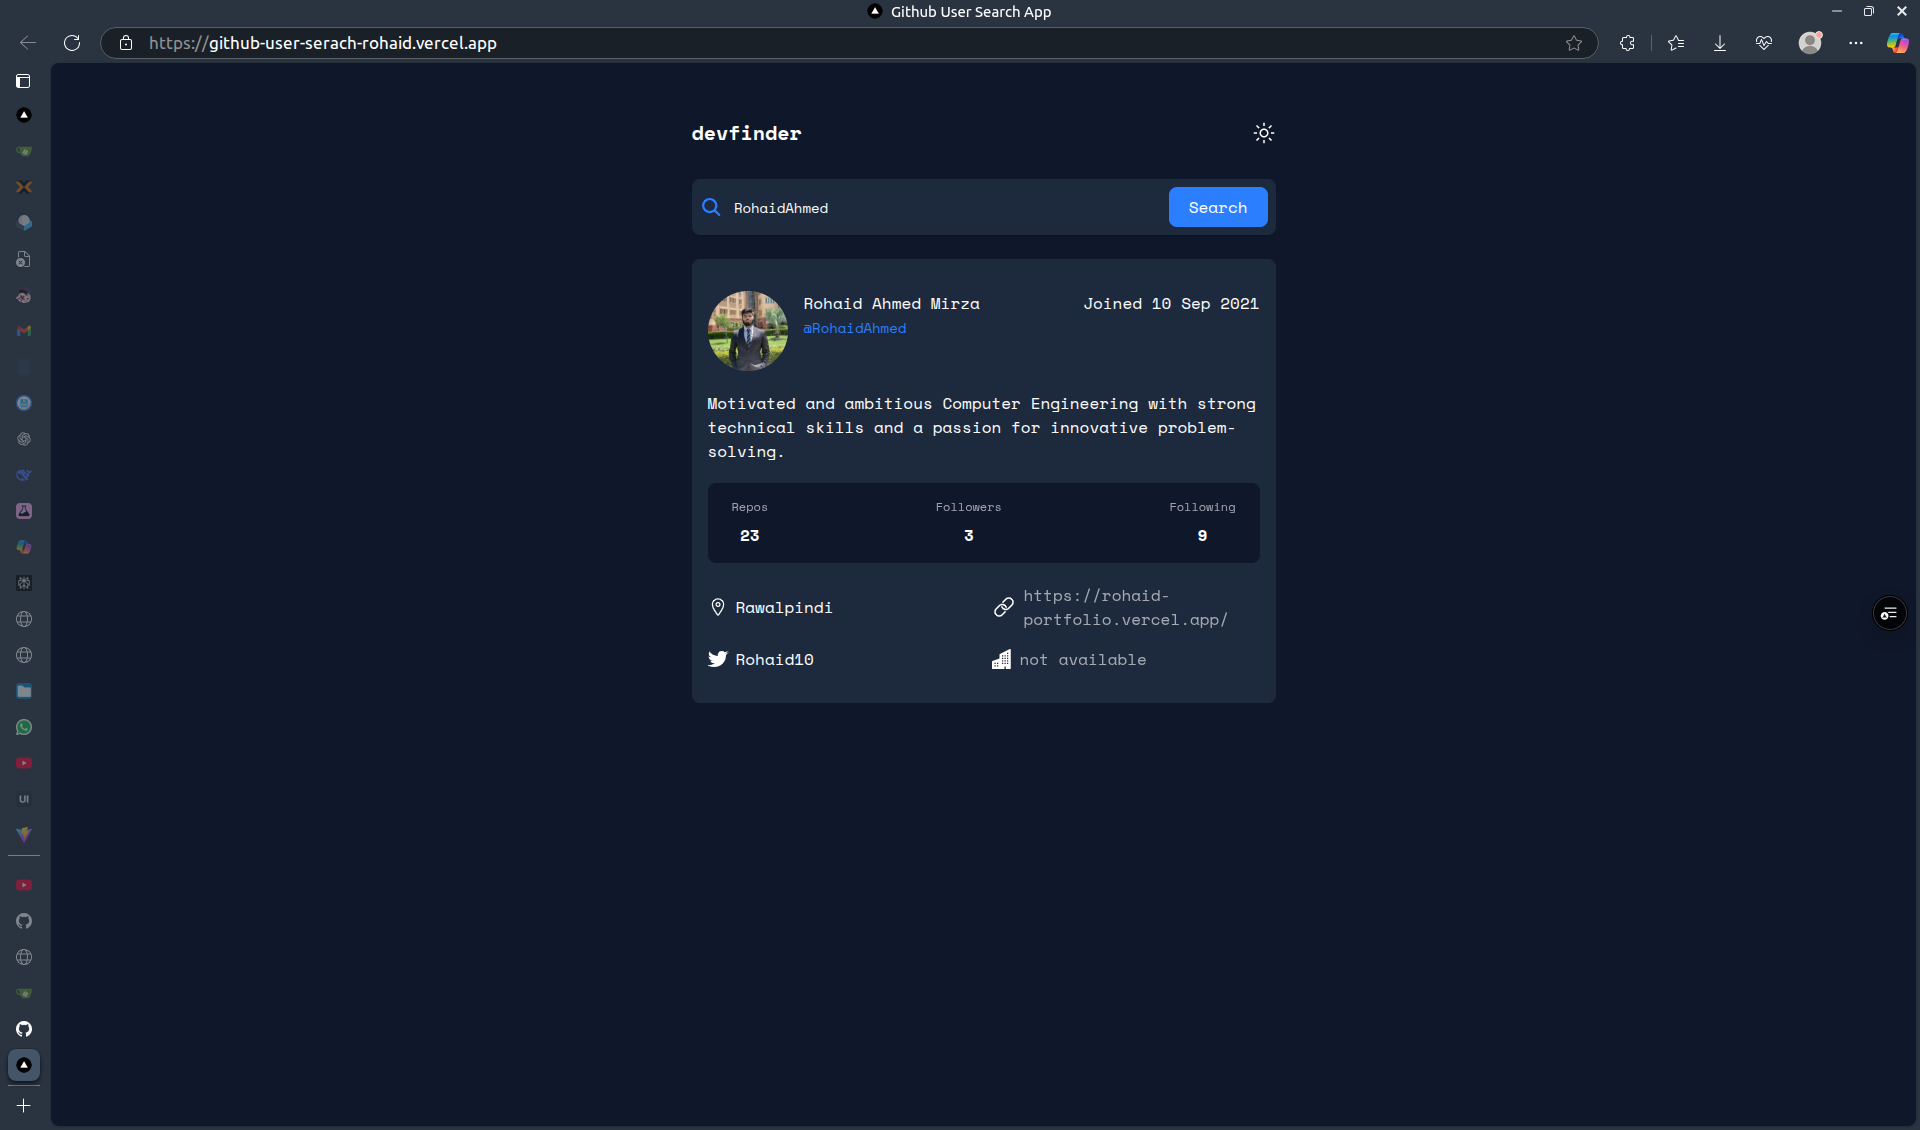 Github User Search App
https://github-user-serach-rohaid.vercel.app
devfinder
RohaidAhmed
Search
Rohaid Ahmed Mirza
Joined 10 Sep 2021
@RohaidAhmed
Motivated and ambitious Computer Engineering with strong
technical skills and a passion for innovative problem-
solving.
Repos
Followers
Following
23
3
9
Rawalpindi
https://rohaid-
portfolio.vercel.app/
Rohaid10
not available
UI